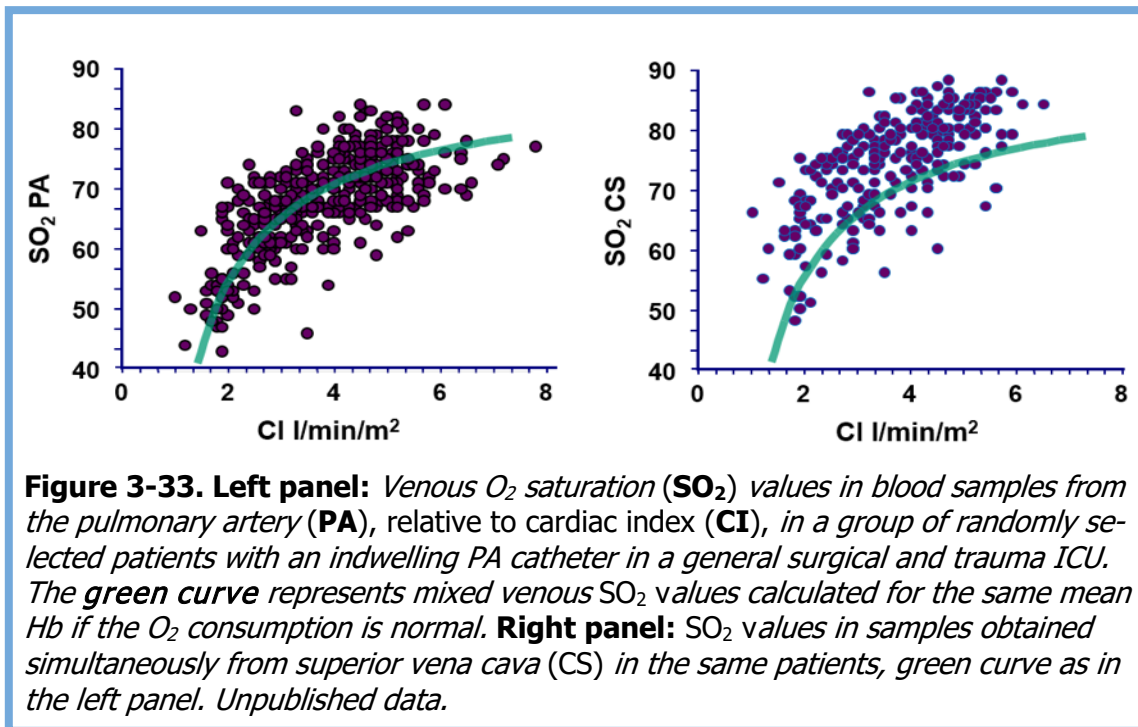 90
80
70
60
50
40
SO₂ PA
0 2 4 6 8
CI l/min/m²
90
80
70
60
50
40
SO₂ CS
0 2 4 6 8
CI l/min/m²
Figure 3-33. Left panel: Venous O₂ saturation (SO₂) values in blood samples from
the pulmonary artery (PA), relative to cardiac index (CI), in a group of randomly se-
lected patients with an indwelling PA catheter in a general surgical and trauma ICU.
The green curve represents mixed venous SO₂ values calculated for the same mean
Hb if the O₂ consumption is normal. Right panel: SO₂ values in samples obtained
simultaneously from superior vena cava (CS) in the same patients, green curve as in
the left panel. Unpublished data.